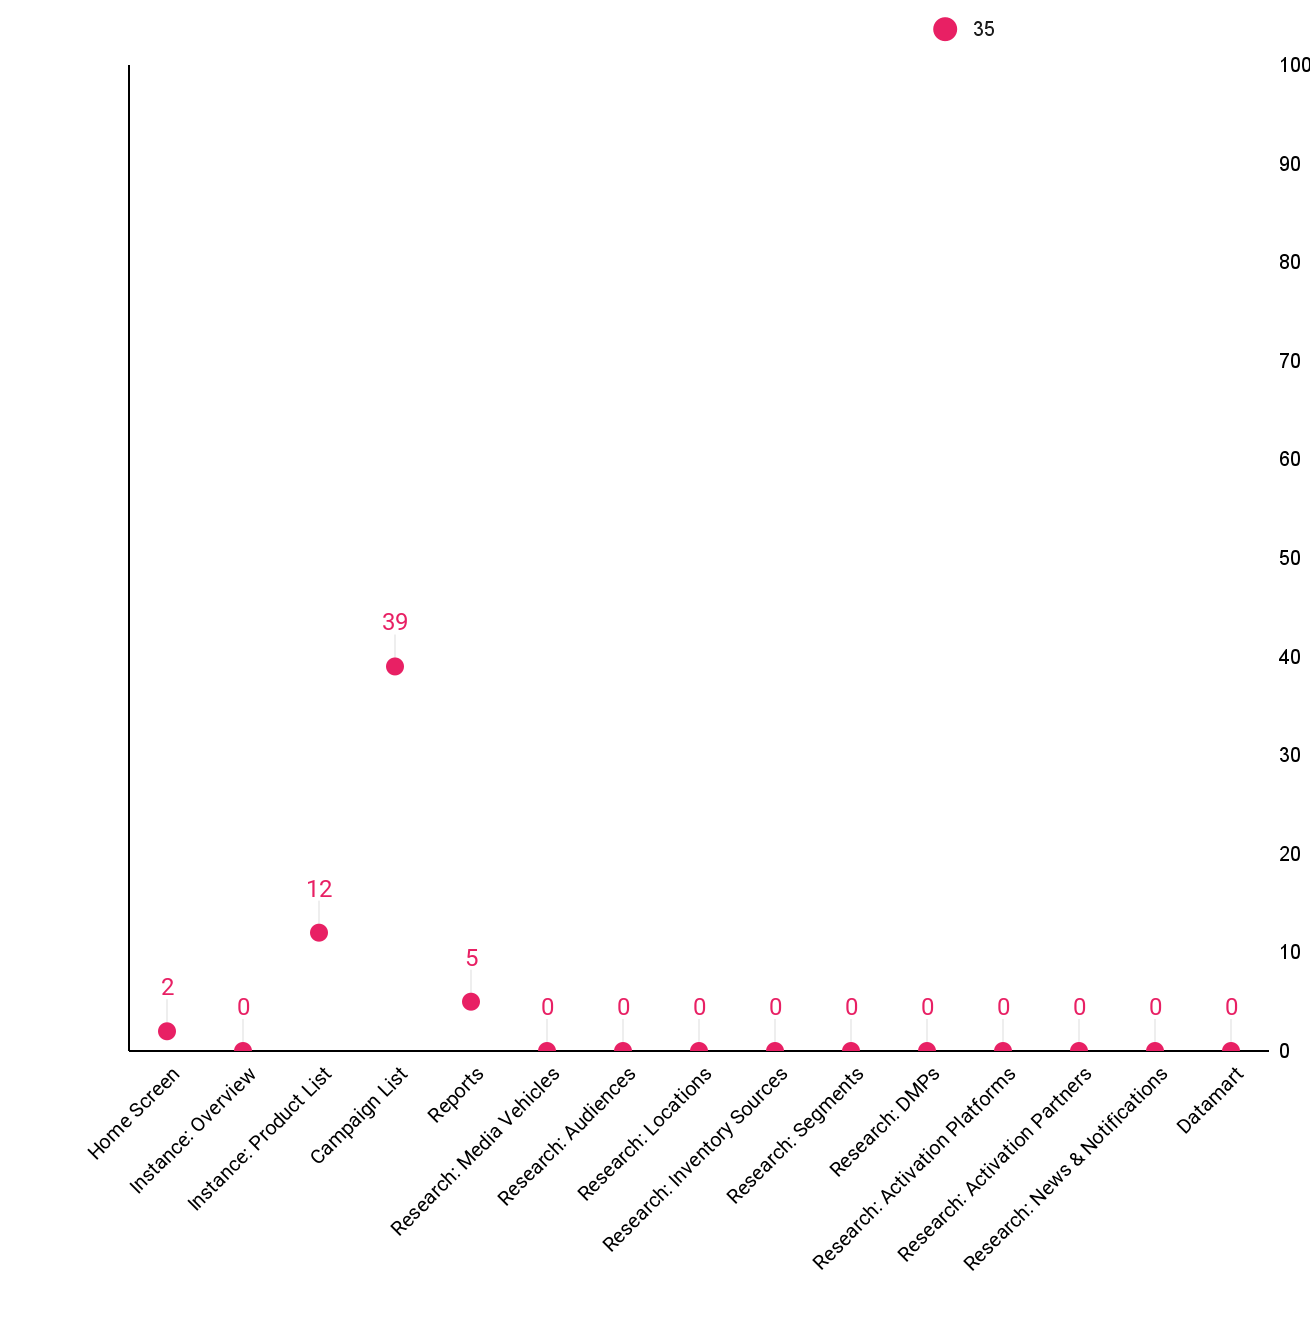 35
100
90
80
70
60
50
40
30
20
10
0
39
12
5
2
0
0
0
0
0
0
0
0
0
0
0
Home Screen
Instance: Overview
Instance: Product List
Campaign List
Reports
Research: Media Vehicles
Research: Audiences
Research: Locations
Research: Inventory Sources
Research: Segments
Research: DMPs
Research: Activation Platforms
Research: Activation Partners
Research: News & Notifications
Datamart